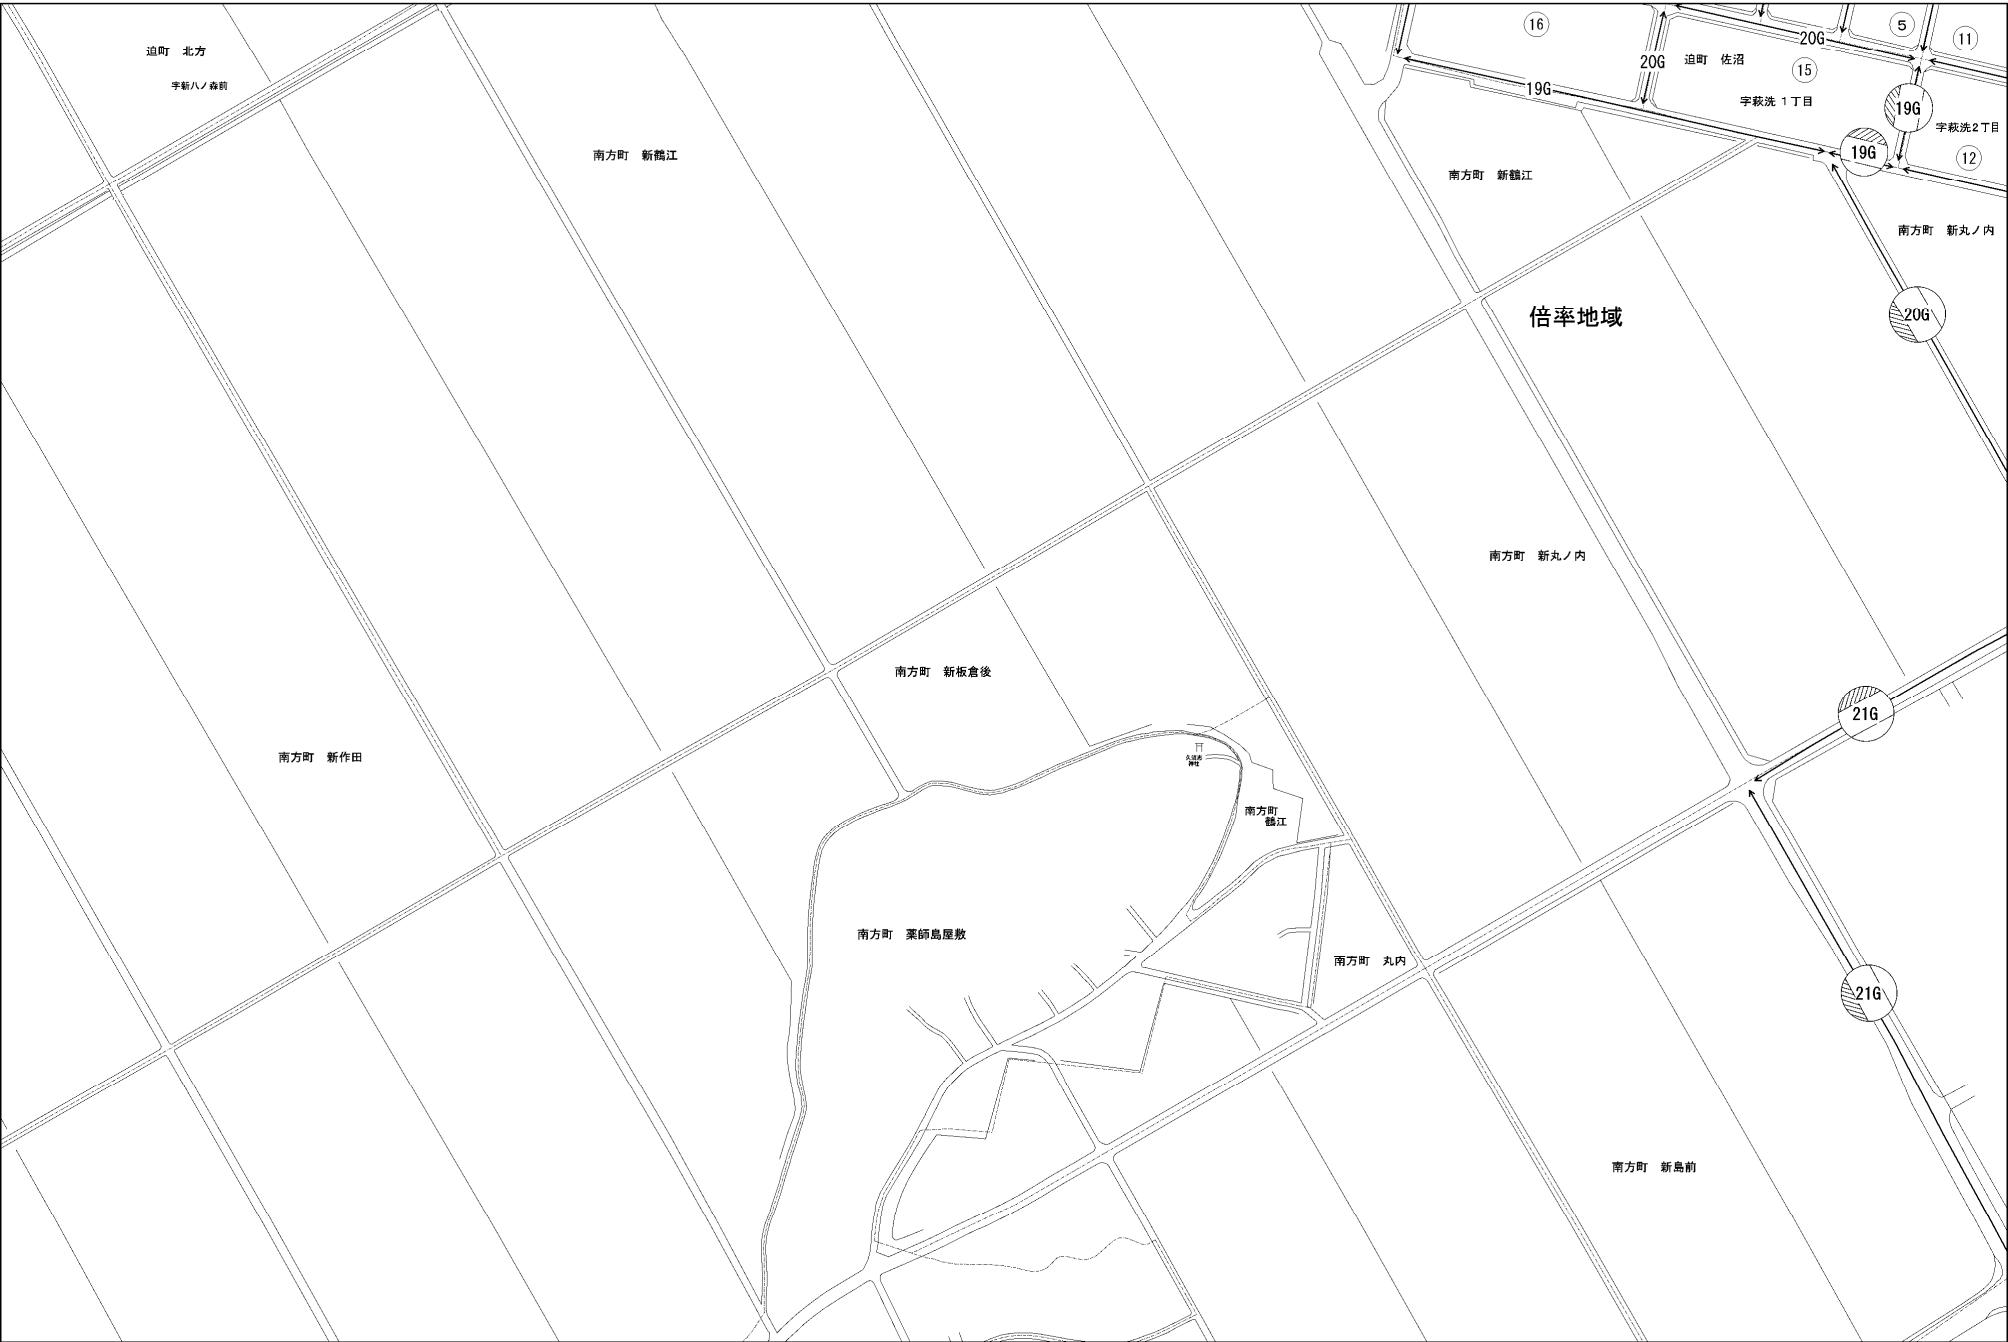 迫町　北方
字新八ノ森前
南方町　新鶴江
16
5
11
20G
20G
迫町　佐沼
15
19G
字萩洗 1丁目
19G
字萩洗2丁目
19G
12
南方町　新鶴江
南方町　新丸ノ内
倍率地域
20G
南方町　新丸ノ内
南方町　新板倉後
21G
南方町　新作田
南方町
鶴江
南方町　薬師島屋敷
南方町　丸内
21G
南方町　新島前